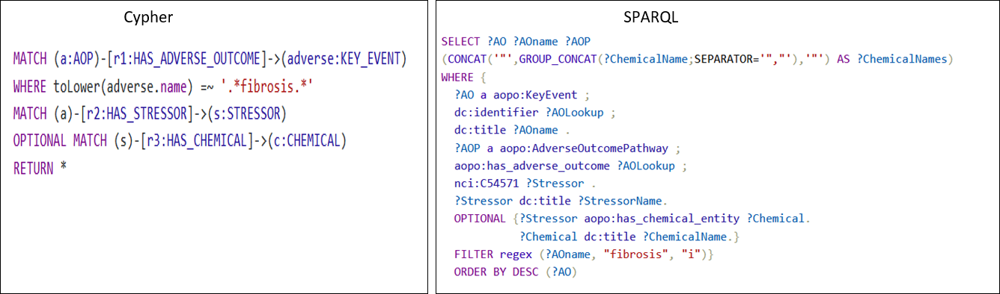 Cypher
MATCH (a:AOP)-[r1:HAS_ADVERSE_OUTCOME]->(adverse:KEY_EVENT)
WHERE toLower(adverse.name) =~ '.*fibrosis.*'
MATCH (a)-[r2:HAS_STRESSOR]->(s:STRESSOR)
OPTIONAL MATCH (s)-[r3:HAS_CHEMICAL]->(c:CHEMICAL)
RETURN *
SPARQL
SELECT ?AO ?AOname ?AOP
(CONCAT('"',GROUP_CONCAT(?ChemicalName;SEPARATOR='","'),'"') AS ?ChemicalNames)
WHERE {
?AO a aopo:KeyEvent ;
dc:identifier ?AOLookup ;
dc:title ?AOname .
?AOP a aopo:AdverseOutcomePathway ;
aopo:has_adverse_outcome ?AOLookup ;
nci:C54571 ?Stressor .
?Stressor dc:title ?StressorName.
OPTIONAL {?Stressor aopo:has_chemical_entity ?Chemical.
?Chemical dc:title ?ChemicalName.}
FILTER regex (?AOname, "fibrosis", "i")}
ORDER BY DESC (?AO)